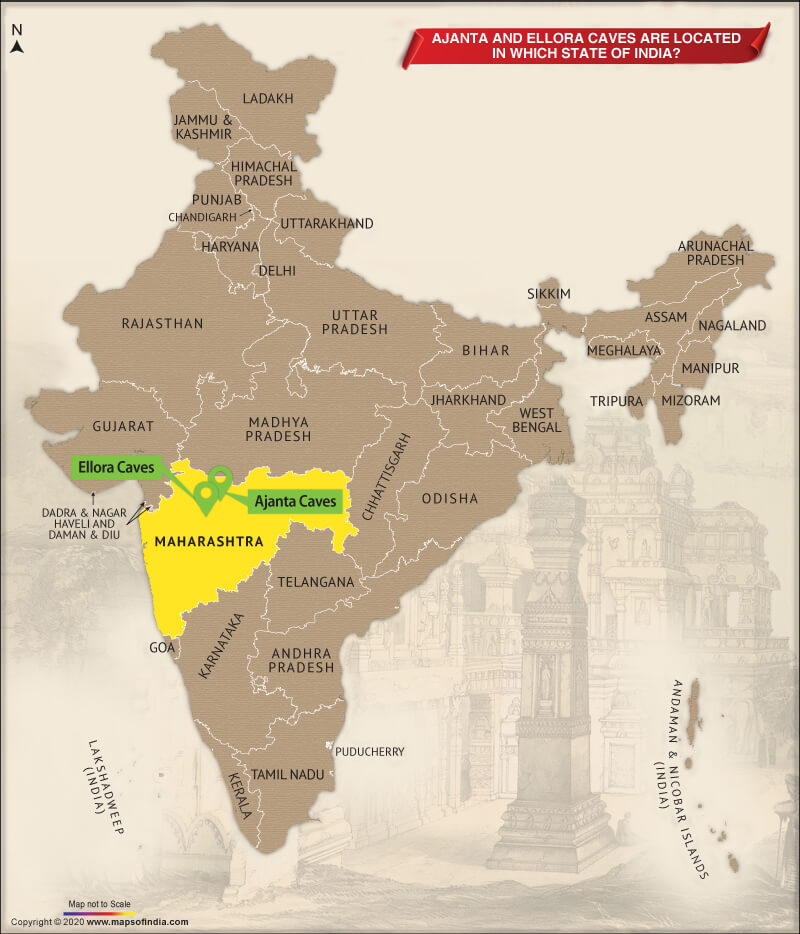 N
AJANTA AND ELLORA CAVES ARE LOCATED
IN WHICH STATE OF INDIA?
LADAKH
JAMMU &
KASHMIR
HIMACHAL
PRADESH
PUNJAB
CHANDIGARH
UTTARAKHAND
HARYANA
DELHI
ARUNACHAL
PRADESH
SIKKIM
RAJASTHAN
UTTAR
PRADESH
ASSAM
NAGALAND
BIHAR
MEGHALAYA
MANIPUR
JHARKHAND
TRIPURA
MIZORAM
GUJARAT
MADHYA
PRADESH
WEST
BENGAL
Ellora Caves
CHHATTISGARH
Ajanta Caves
ODISHA
DADRA & NAGAR
HAVELI AND
DAMAN & DIU
MAHARASHTRA
TELANGANA
GOA
KARNATAKA
ANDHRA
PRADESH
PUDUCHERRY
LAKSHADWEEP
(INDIA)
KERALA
TAMIL NADU
ANDAMAN & NICOBAR ISLANDS
(INDIA)
Map not to Scale
Copyright © 2020 www.mapsofindia.com